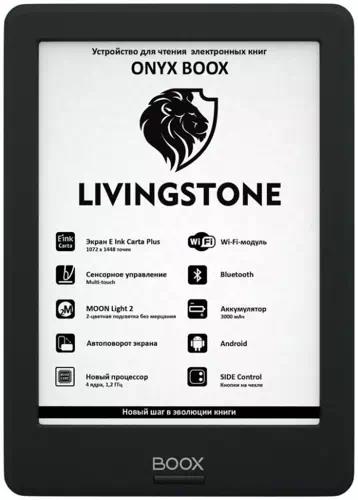 Устройство для чтения электронных книг
ONYX BOOX
LIVINGSTONE
E ink Carta
Экран E Ink Carta Plus
1072 x 1448 точек
Wi Fi
Wi-Fi-модуль
Сенсорное управление
Multi-touch
Bluetooth
2M
MOON Light 2
2-цветная подсветка без мерцания
Аккумулятор
3000 мАч
Автоповорот экрана
Android
Новый процессор
4 ядра, 1,2 ГГц
SIDE Control
Кнопки на чехле
Новый шаг в эволюции книги
BOOX